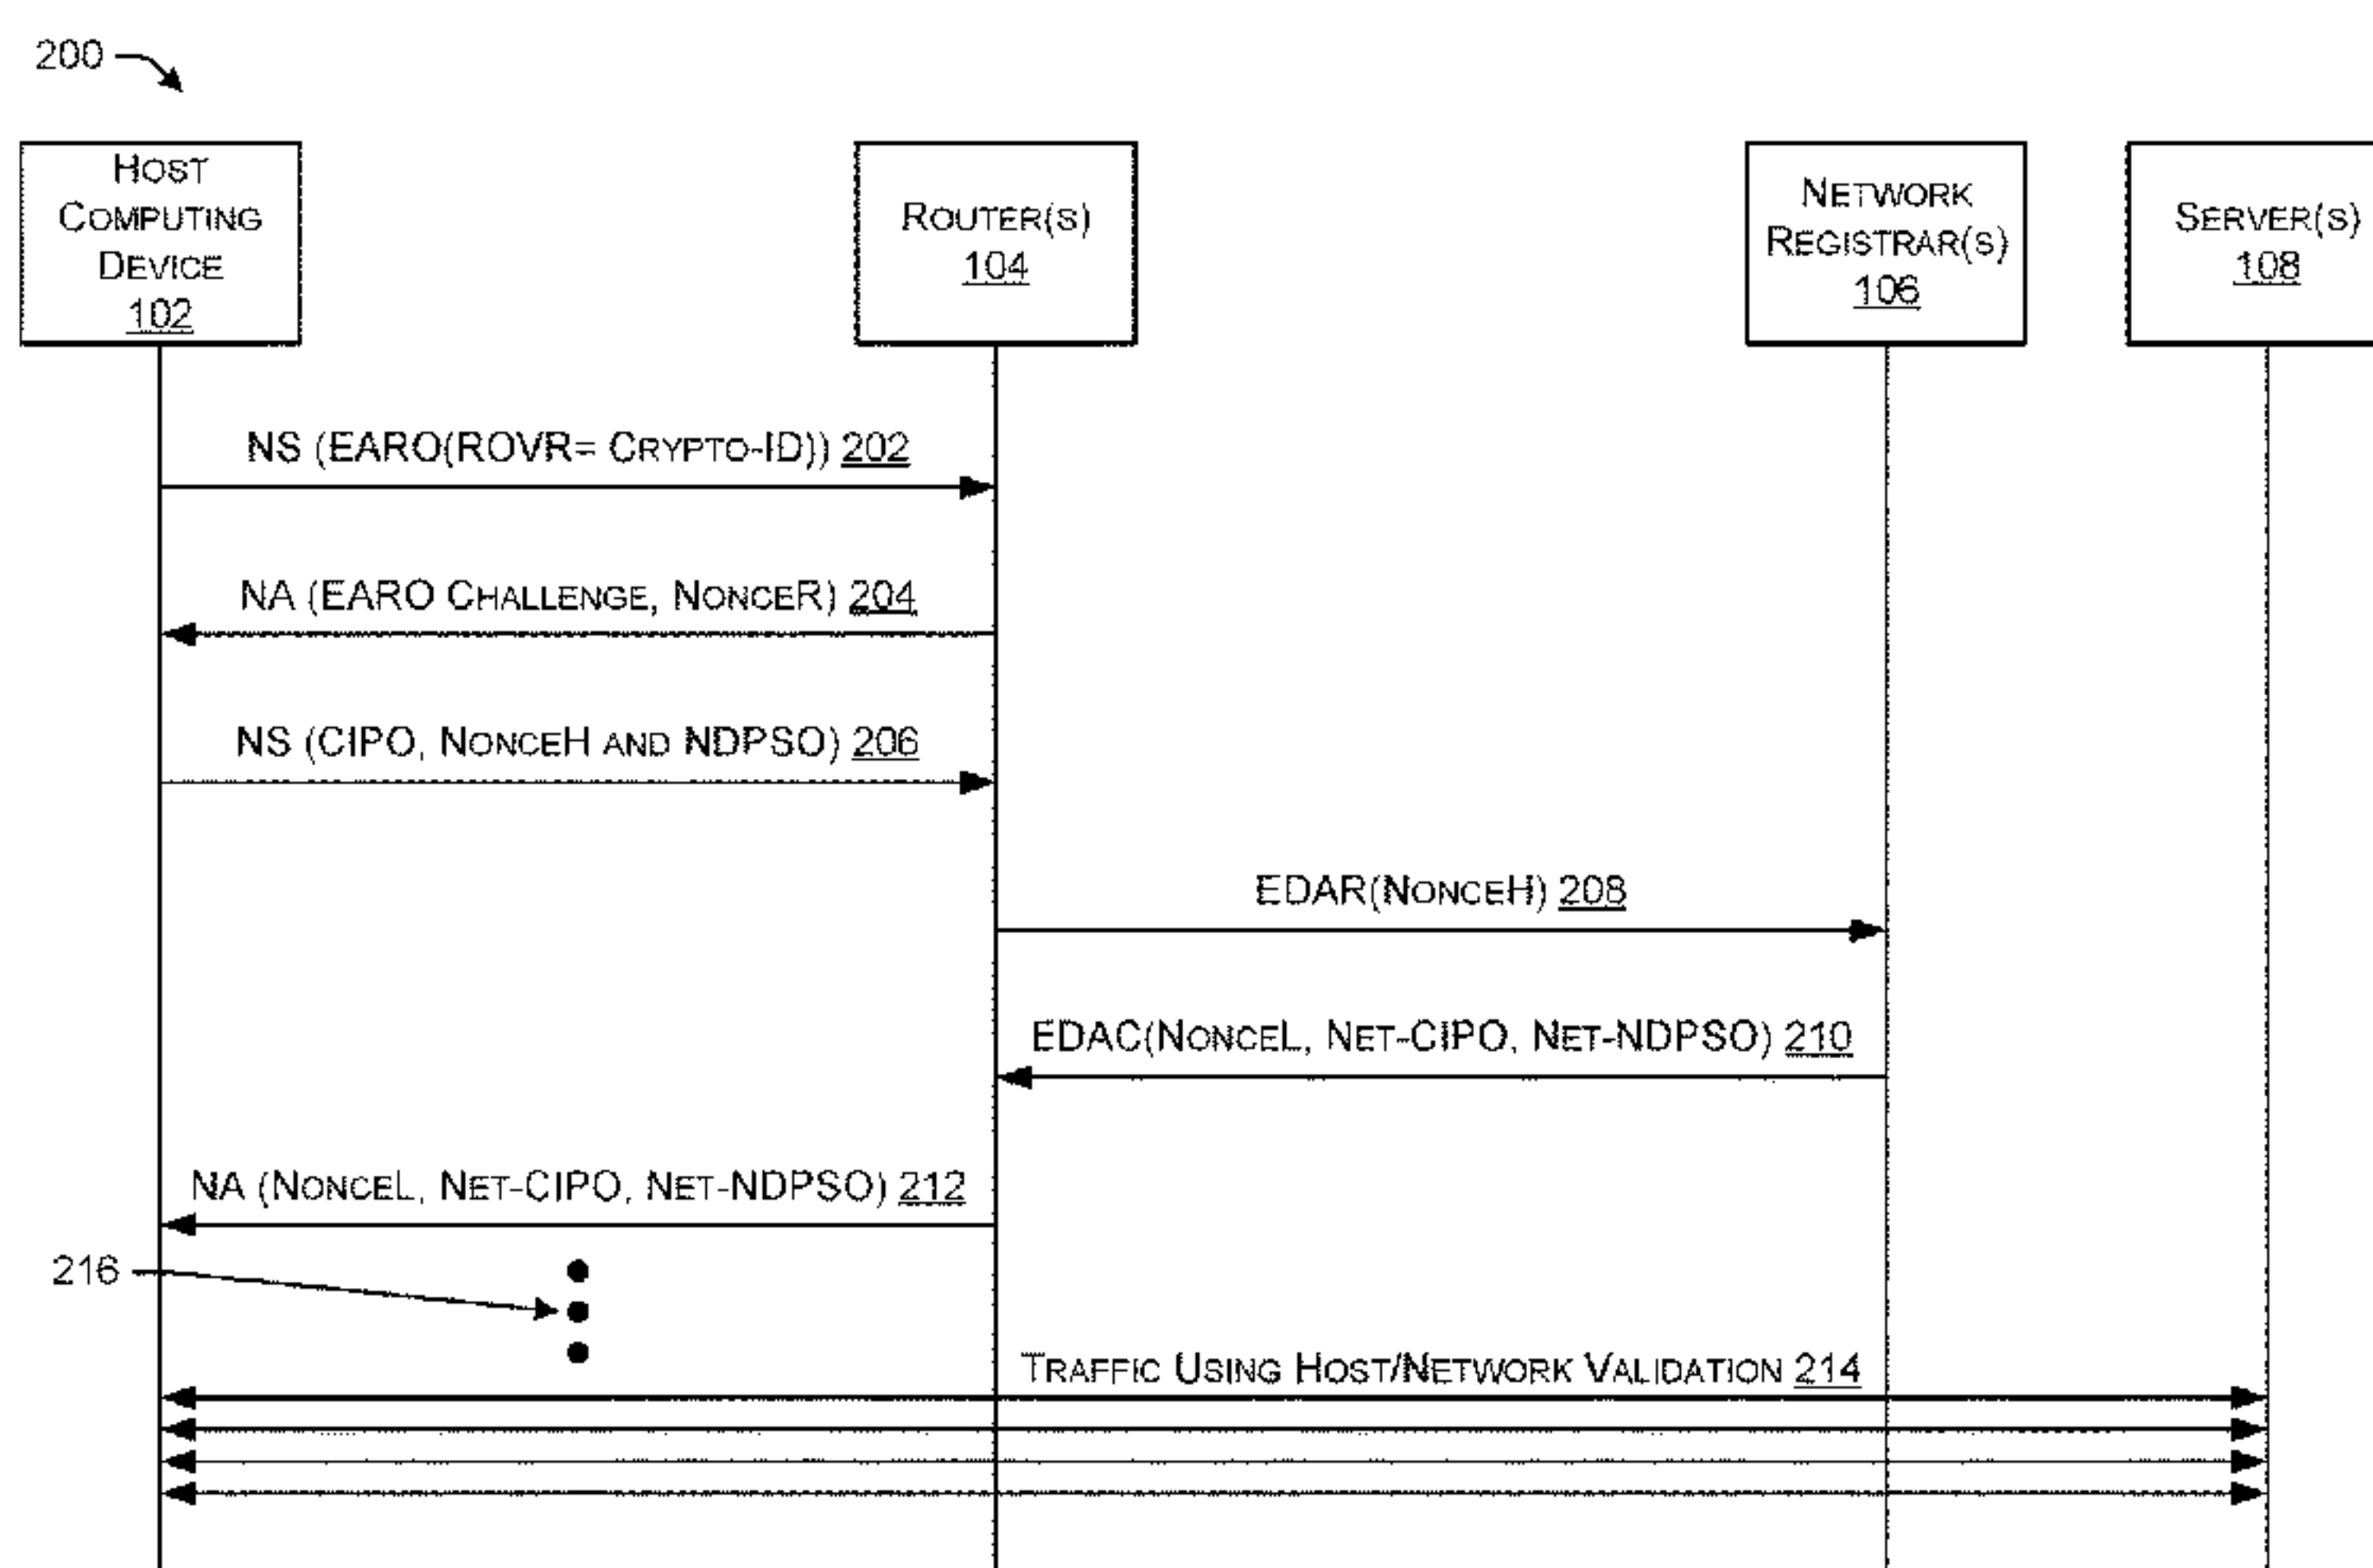 200
HOST
COMPUTING
DEVICE
102
ROUTER(S)
104
NETWORK
REGISTRAR(S)
106
SERVER(S)
108
NS (EARO(ROVR= CRYPTO-ID)) 202
NA (EARO CHALLENGE, NONCER) 204
NS (CIPO, NONCEH AND NDPSO) 206
EDAR(NONCEH) 208
EDAC(NONCEL, NET-CIPO, NET-NDPSO) 210
NA (NONCEL, NET-CIPO, NET-NDPSO) 212
216
TRAFFIC USING HOST/NETWORK VALIDATION 214